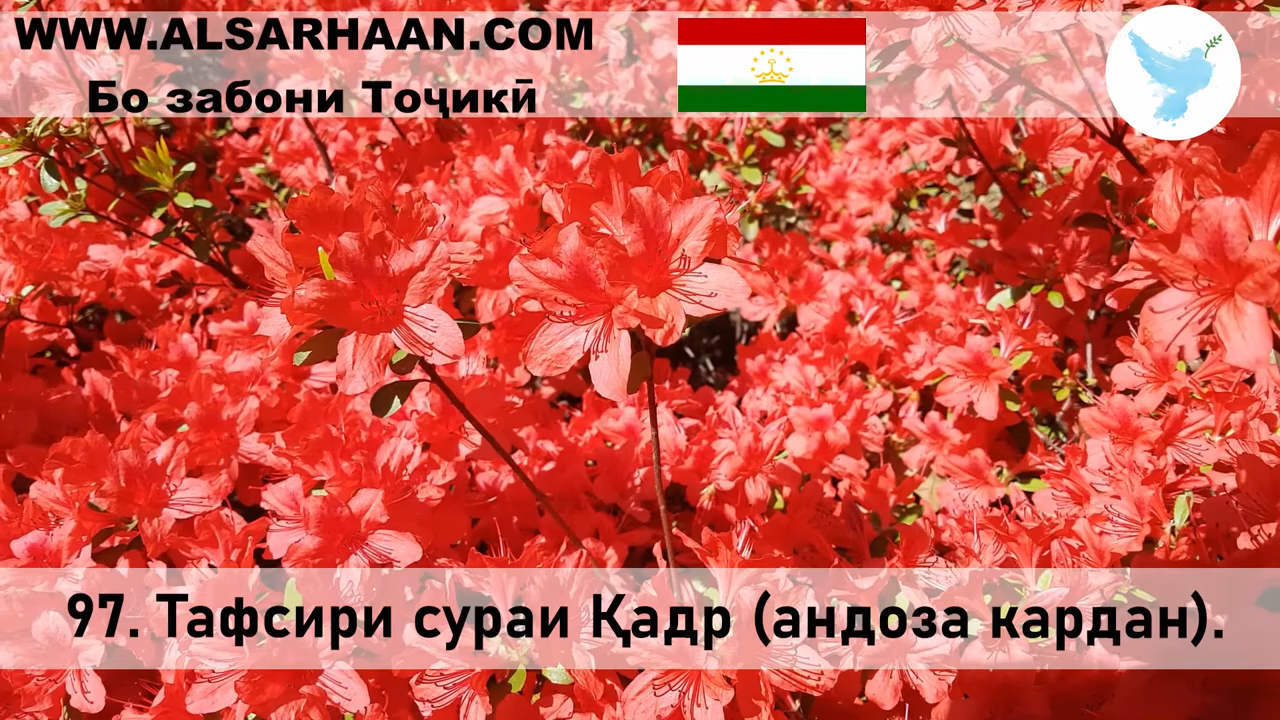 WWW.ALSARHAAN.COM
Бо забони Тоҷикӣ
97. Тафсири сураи Қадр (андоза кардан).